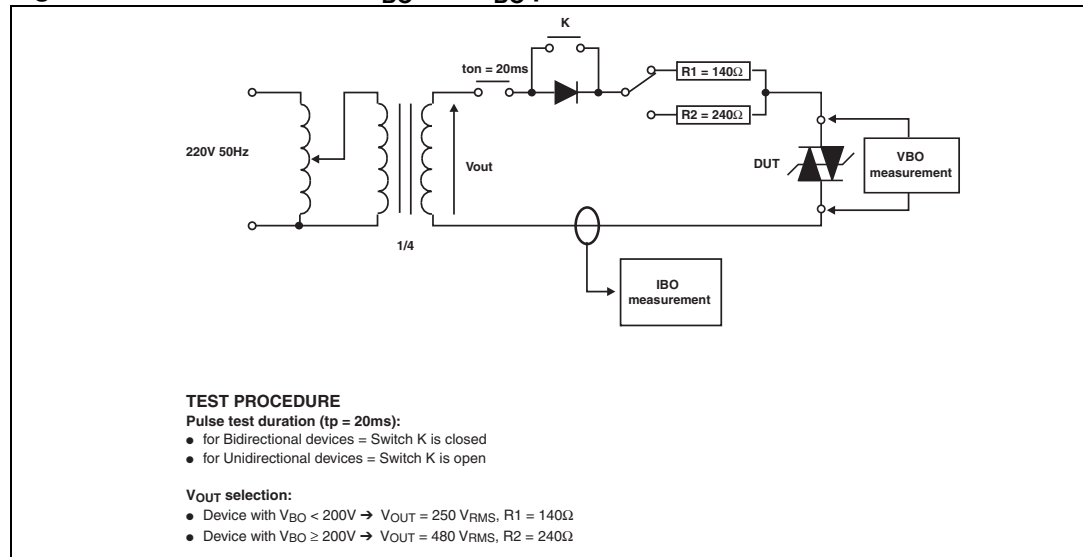 K
ton = 20ms
R1 = 140Ω
R2 = 240Ω
220V 50Hz
Vout
DUT
VBO
measurement
1/4
IBO
measurement
TEST PROCEDURE
Pulse test duration (tp = 20ms):
● for Bidirectional devices = Switch K is closed
● for Unidirectional devices = Switch K is open
VOUT selection:
● Device with VBO < 200V ➔ VOUT = 250 VRMS, R1 = 140Ω
● Device with VBO ≥ 200V ➔ VOUT = 480 VRMS, R2 = 240Ω